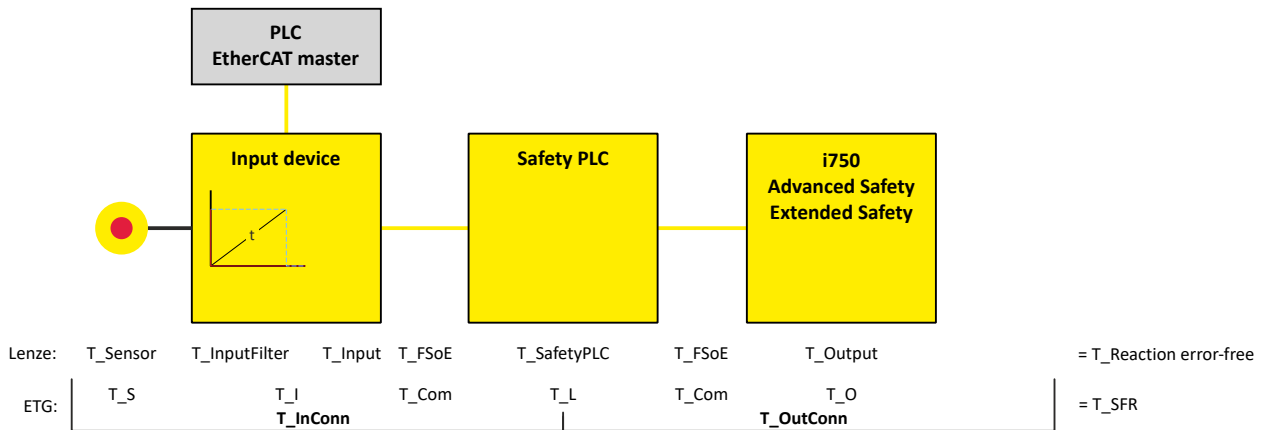 PLC
EtherCAT master
Input device
Safety PLC
i750
Advanced Safety
Extended Safety
t
Lenze: T_Sensor T_InputFilter T_Input T_FSoE T_SafetyPLC T_FSoE T_Output = T_Reaction error-free
ETG: T_S T_I T_Com T_L T_Com T_O = T_SFR
T_InConn T_OutConn